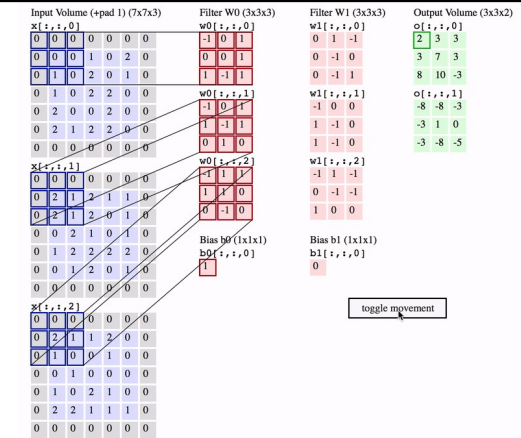 Input Volume (+pad 1) (7x7x3)
x[:,:,0]
0 0 0 0 0 0 0
0 0 0 1 0 2 0
0 1 0 2 0 1 0
0 1 0 2 2 0 0
0 2 0 0 2 0 0
0 2 1 2 2 0 0
0 0 0 0 0 0 0
x[:,:,1]
0 0 0 0 0 0 0
0 2 1 2 1 1 0
0 2 1 2 0 1 0
0 0 2 1 0 1 0
0 1 2 2 2 2 0
0 0 1 2 0 1 0
0 0 0 0 0 0 0
x[:,:,2]
0 0 0 0 0 0 0
0 2 1 1 2 0 0
0 1 0 0 1 0 0
0 0 1 0 0 0 0
0 1 0 2 1 0 0
0 2 2 1 1 1 0
0 0 0 0 0 0 0
Filter W0 (3x3x3)
w0[:,:,0]
-1 0 1
0 0 1
1 -1 1
w0[:,:,1]
-1 0 1
1 -1 1
0 1 0
w0[:,:,2]
-1 1 1
1 1 0
0 -1 0
Bias b0 (1x1x1)
b0[:,:,0]
1
Filter W1 (3x3x3)
w1[:,:,0]
0 1 -1
0 -1 0
0 -1 1
w1[:,:,1]
-1 0 0
1 -1 0
1 -1 0
w1[:,:,2]
-1 1 -1
0 -1 -1
1 0 0
Bias b1 (1x1x1)
b1[:,:,0]
0
Output Volume (3x3x2)
o[:,:,0]
2 3 3
3 7 3
8 10 -3
o[:,:,1]
-8 -8 -3
-3 1 0
-3 -8 -5
toggle movement